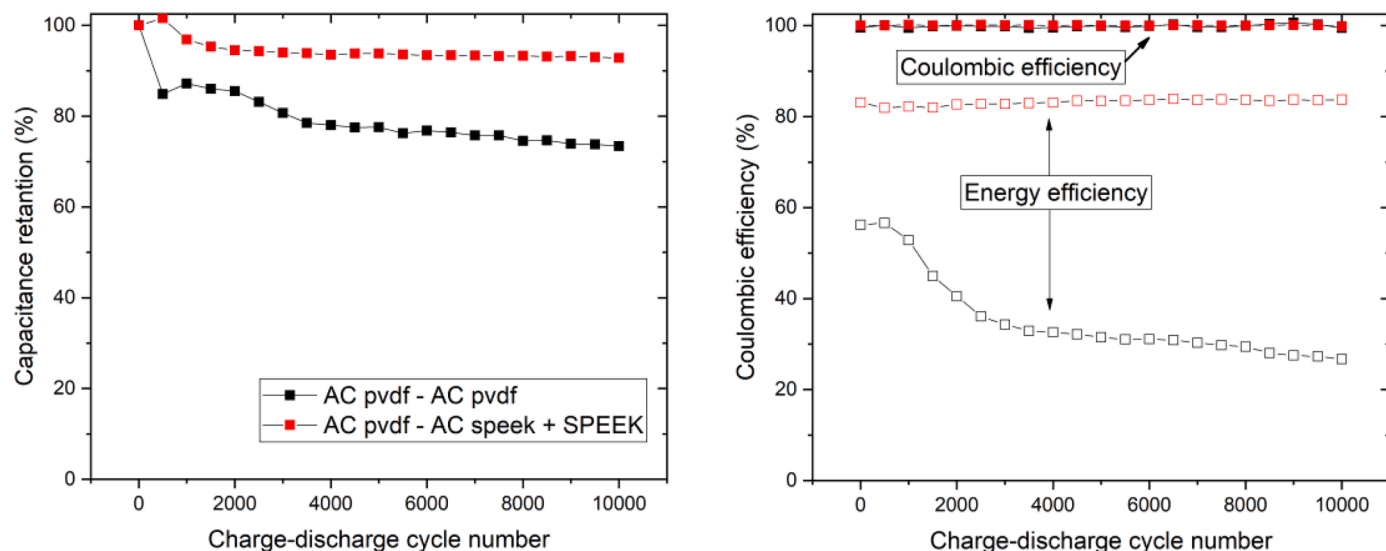 100
80
60
40
20
0
Capacitance retantion (%)
AC pvdf - AC pvdf
AC pvdf - AC speek + SPEEK
0 2000 4000 6000 8000 10000
Charge-discharge cycle number
100
80
60
40
20
0
Coulombic efficiency (%)
Coulombic efficiency
Energy efficiency
0 2000 4000 6000 8000 10000
Charge-discharge cycle number